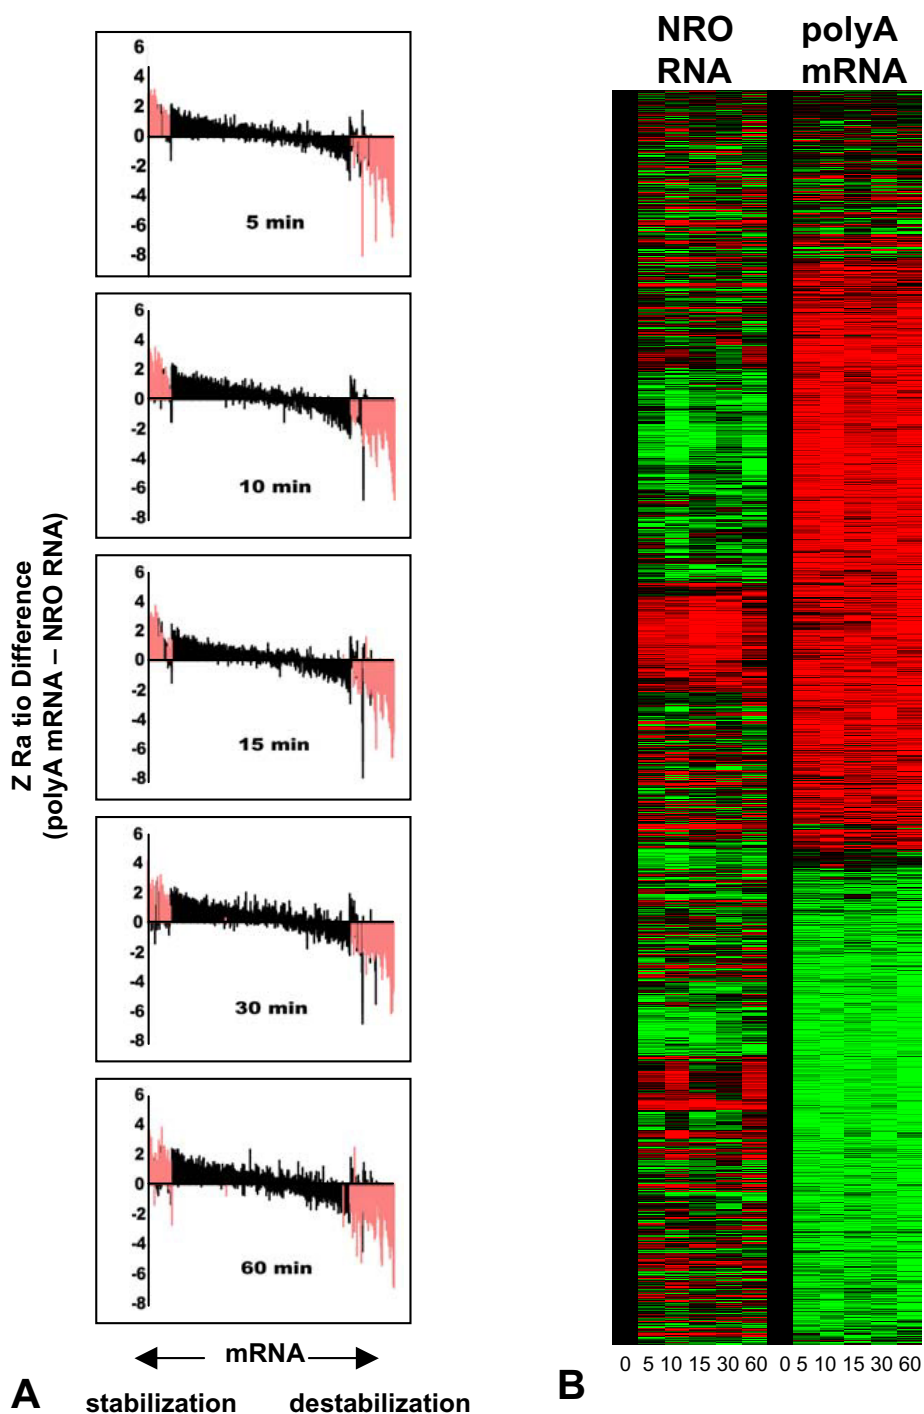 NRO polyA
RNA mRNA
6
4
2
0
-2
-4
-6
-8
5 min
6
4
2
0
-2
-4
-6
-8
10 min
6
4
2
0
-2
-4
-6
-8
15 min
6
4
2
0
-2
-4
-6
-8
30 min
6
4
2
0
-2
-4
-6
-8
60 min
Z Ra tio Difference
(polyA mRNA – NRO RNA)
mRNA
stabilization destabilization
A
0 5 10 15 30 60 0 5 10 15 30 60
B